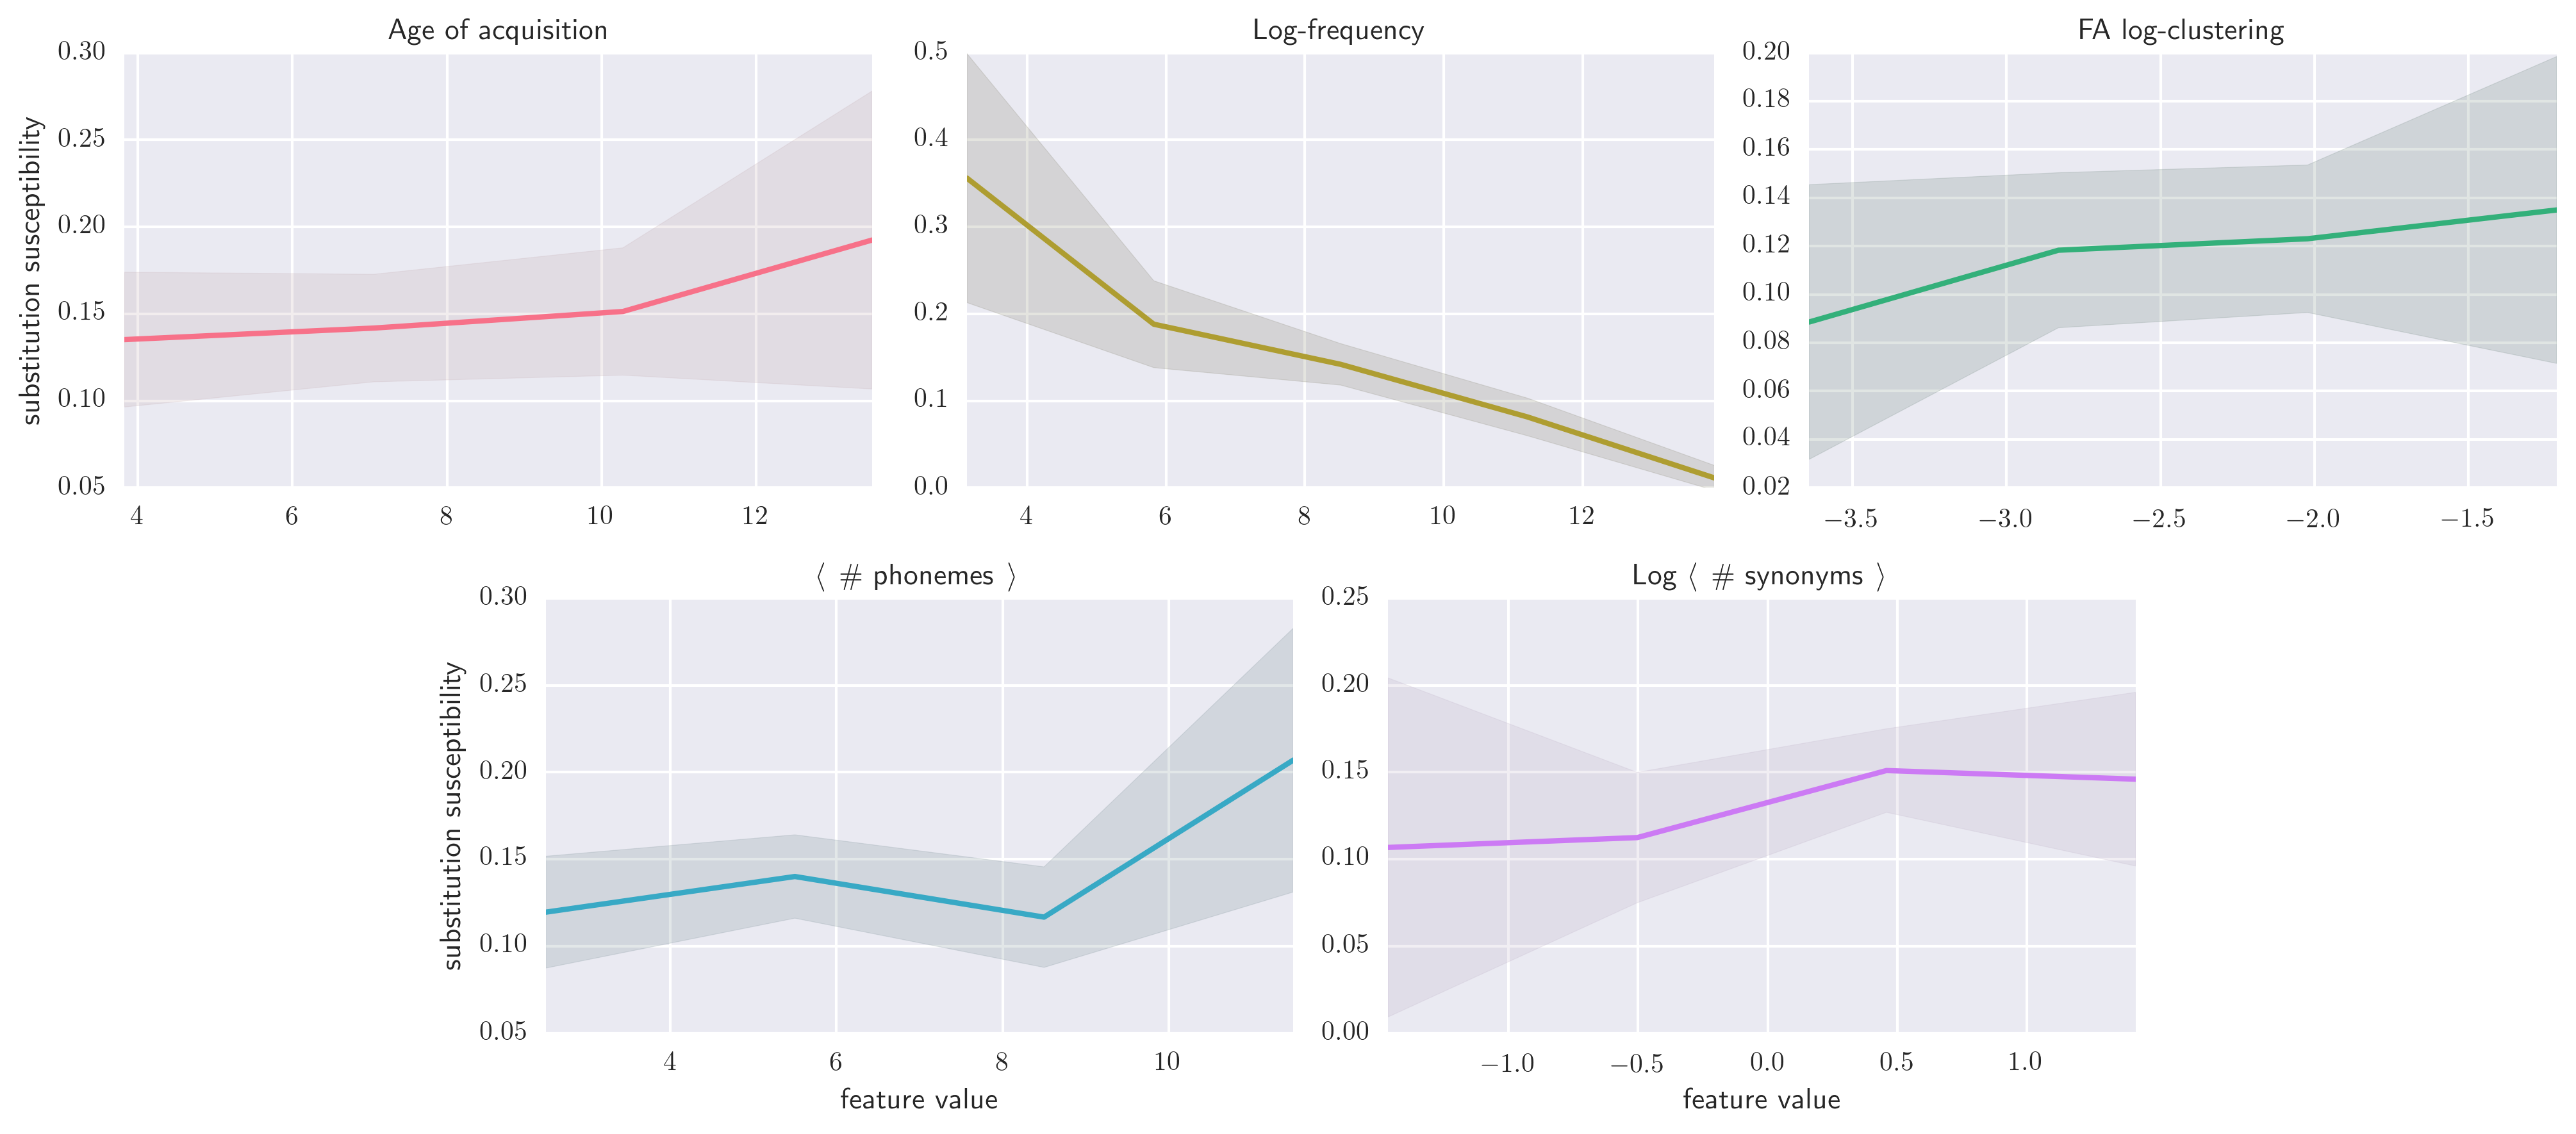 Age of acquisition
substitution susceptibility
0.30
0.25
0.20
0.15
0.10
0.05
4 6 8 10 12
Log-frequency
0.5
0.4
0.3
0.2
0.1
0.0
4 6 8 10 12
FA log-clustering
0.20
0.18
0.16
0.14
0.12
0.10
0.08
0.06
0.04
0.02
−3.5 −3.0 −2.5 −2.0 −1.5
⟨ # phonemes ⟩
substitution susceptibility
0.30
0.25
0.20
0.15
0.10
0.05
4 6 8 10
feature value
Log ⟨ # synonyms ⟩
0.25
0.20
0.15
0.10
0.05
0.00
−1.0 −0.5 0.0 0.5 1.0
feature value